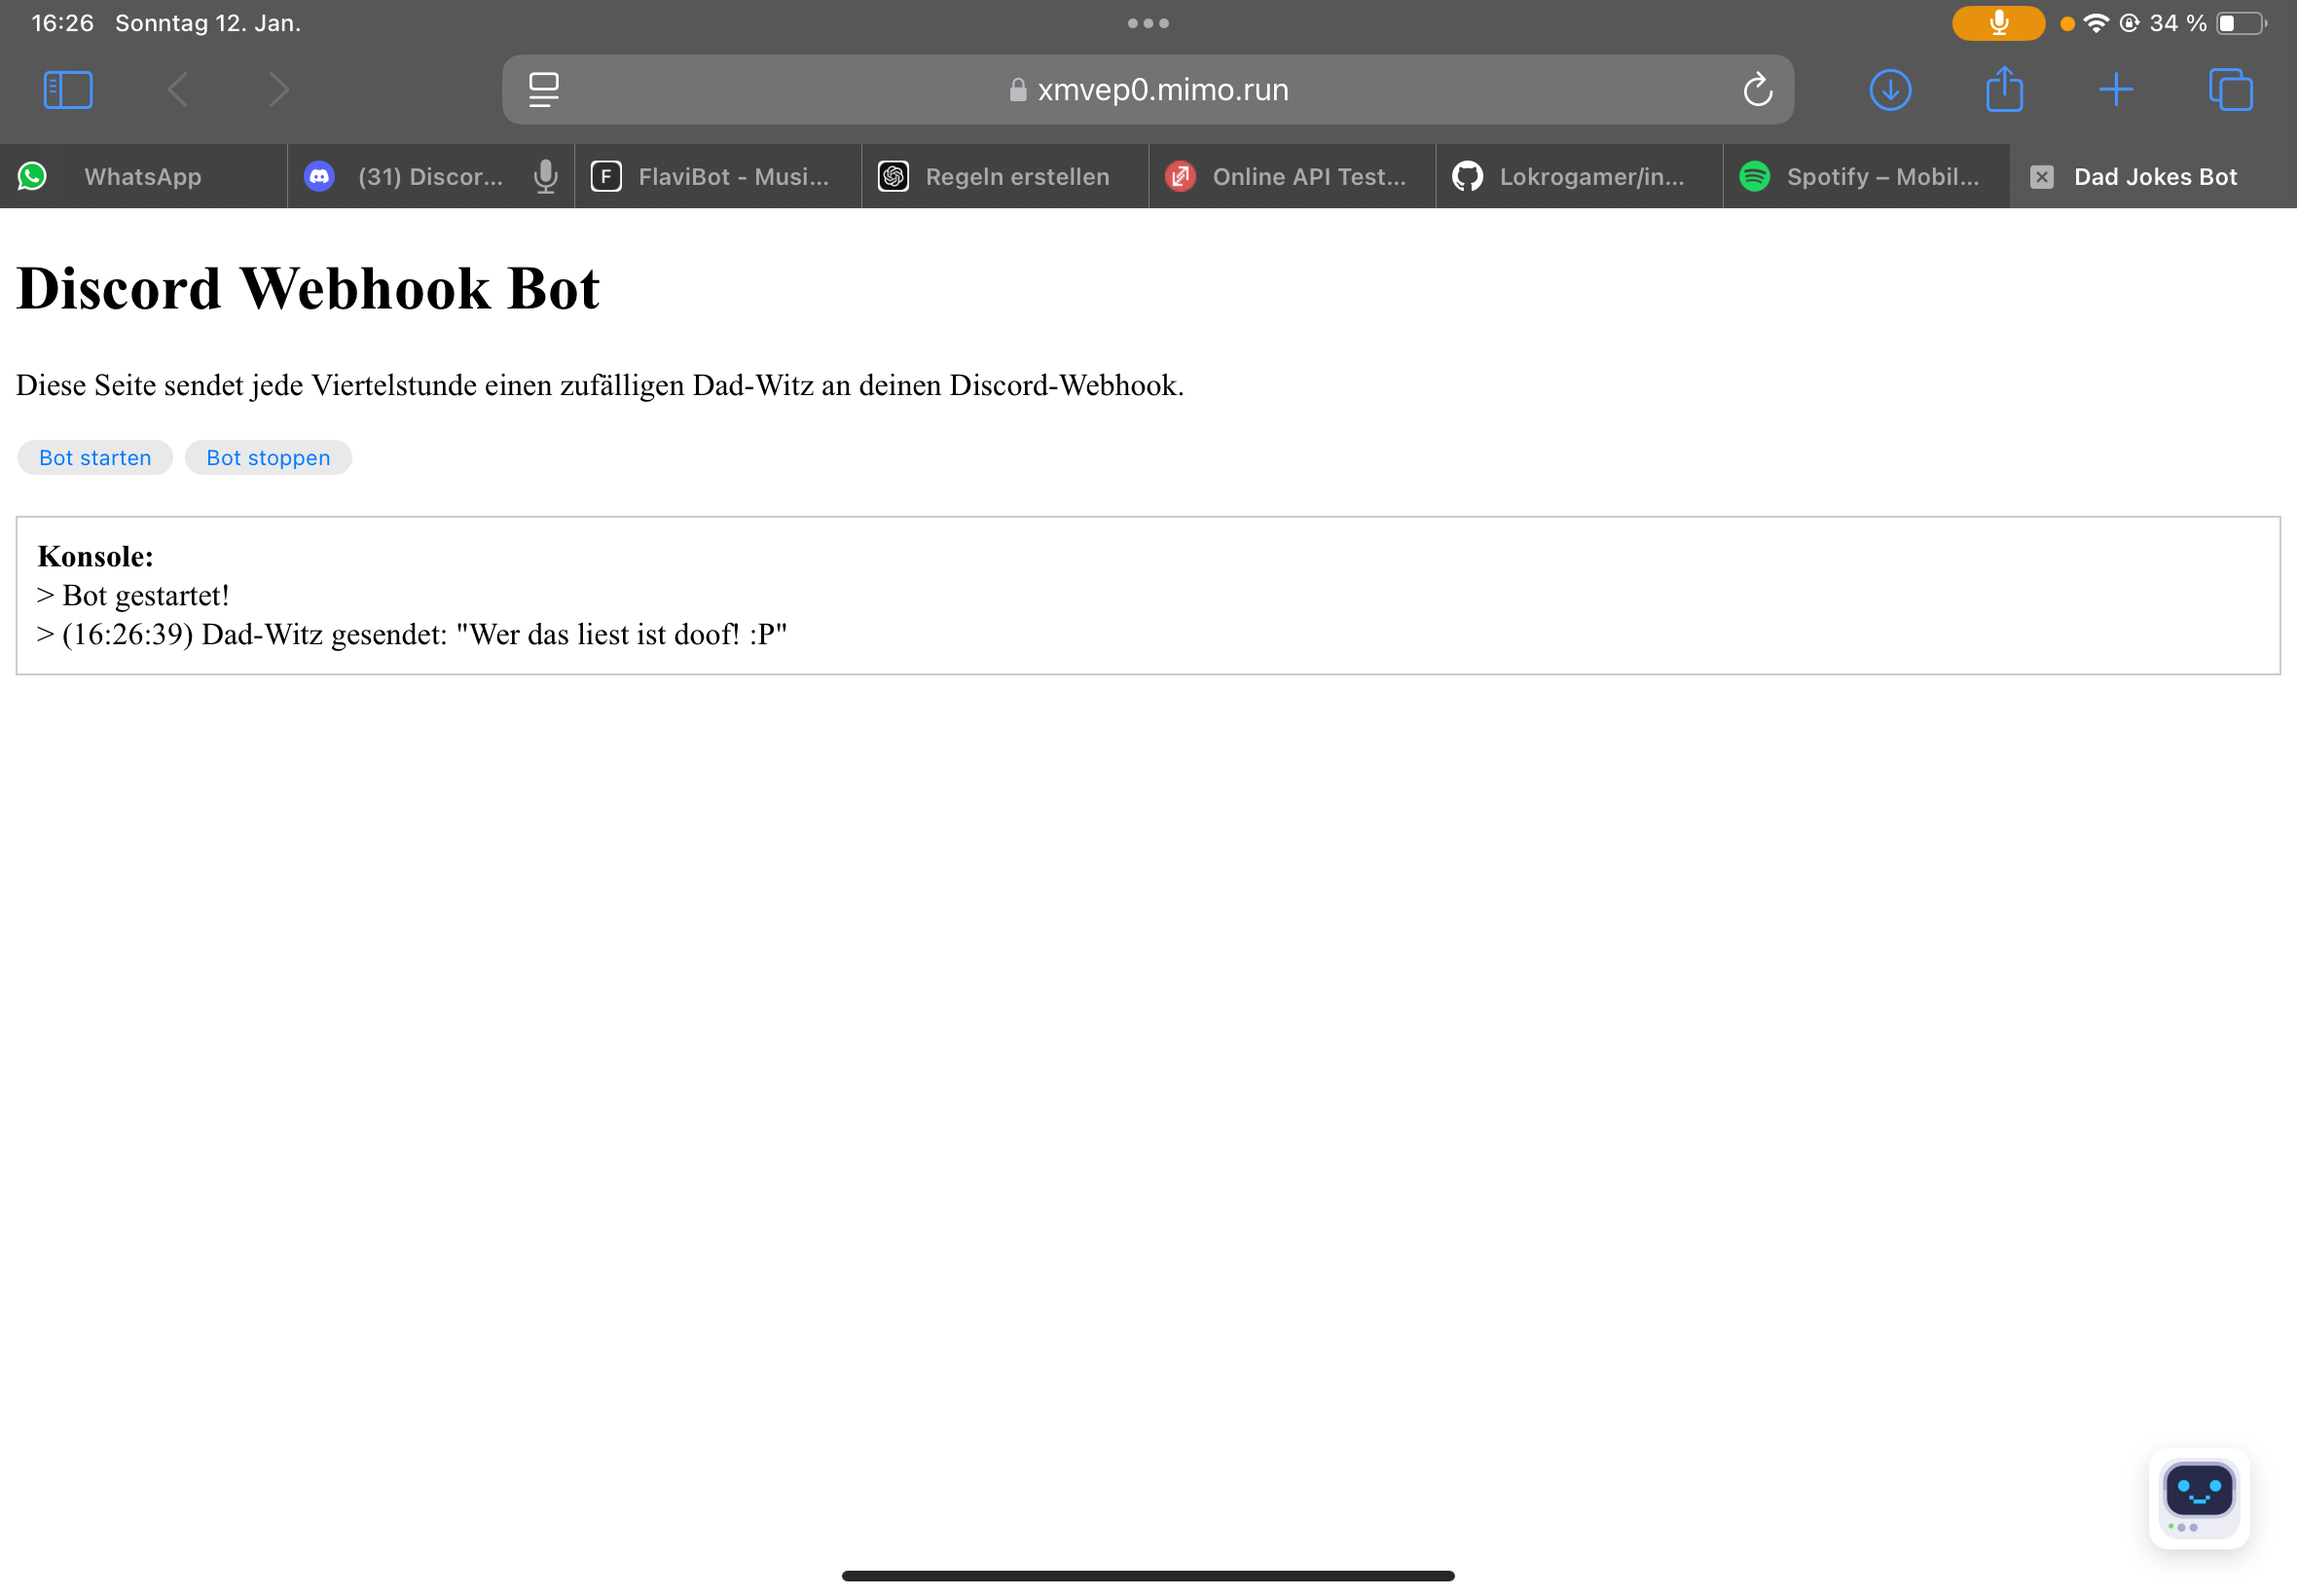 16:26 Sonntag 12. Jan.
34 %
xmvep0.mimo.run
WhatsApp
(31) Discor...
F FlaviBot - Musi...
Regeln erstellen
Online API Test...
Lokrogamer/in...
Spotify – Mobil...
Dad Jokes Bot
Discord Webhook Bot
Diese Seite sendet jede Viertelstunde einen zufälligen Dad-Witz an deinen Discord-Webhook.
Bot starten Bot stoppen
Konsole:
> Bot gestartet!
> (16:26:39) Dad-Witz gesendet: "Wer das liest ist doof! :P"